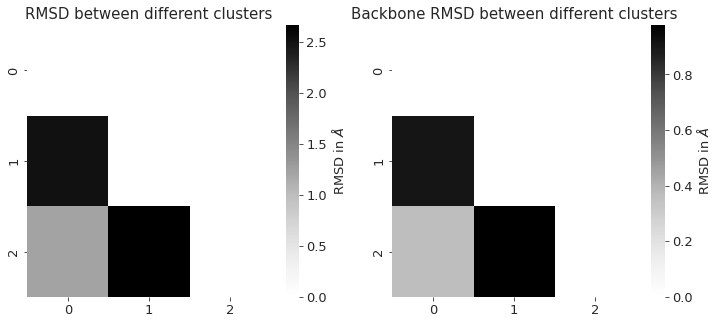 RMSD between different clusters
0
1
2
0 1 2
2.5
2.0
1.5
1.0
0.5
0.0
RMSD in Å
Backbone RMSD between different clusters
0
1
2
0 1 2
0.8
0.6
0.4
0.2
0.0
RMSD in Å